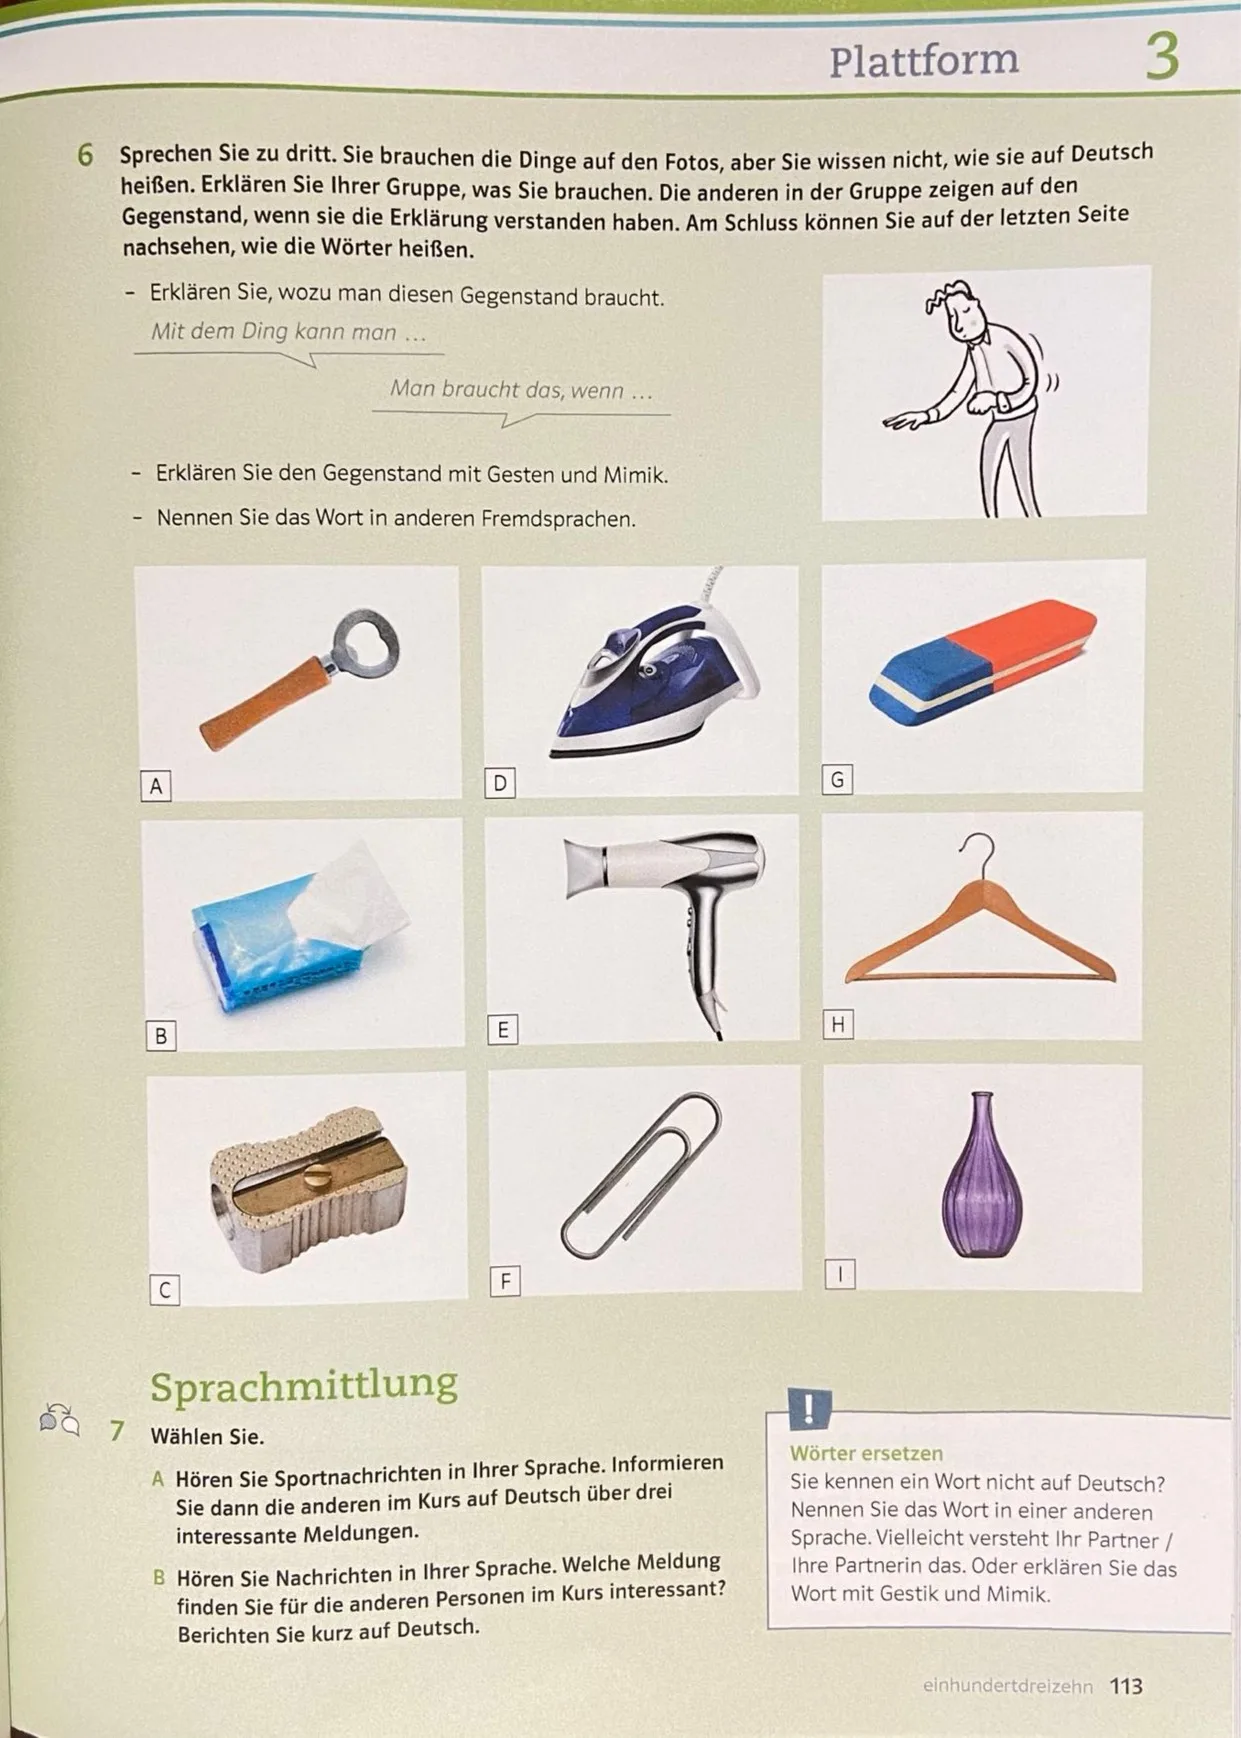 Plattform 3
6 Sprechen Sie zu dritt. Sie brauchen die Dinge auf den Fotos, aber Sie wissen nicht, wie sie auf Deutsch
heißen. Erklären Sie Ihrer Gruppe, was Sie brauchen. Die anderen in der Gruppe zeigen auf den
Gegenstand, wenn sie die Erklärung verstanden haben. Am Schluss können Sie auf der letzten Seite
nachsehen, wie die Wörter heißen.
- Erklären Sie, wozu man diesen Gegenstand braucht.
Mit dem Ding kann man ...
Man braucht das, wenn ...
- Erklären Sie den Gegenstand mit Gesten und Mimik.
- Nennen Sie das Wort in anderen Fremdsprachen.
A
D
G
B
E
H
C
F
I
Sprachmittlung
7 Wählen Sie.
A Hören Sie Sportnachrichten in Ihrer Sprache. Informieren
Sie dann die anderen im Kurs auf Deutsch über drei
interessante Meldungen.
B Hören Sie Nachrichten in Ihrer Sprache. Welche Meldung
finden Sie für die anderen Personen im Kurs interessant?
Berichten Sie kurz auf Deutsch.
!
Wörter ersetzen
Sie kennen ein Wort nicht auf Deutsch?
Nennen Sie das Wort in einer anderen
Sprache. Vielleicht versteht Ihr Partner /
Ihre Partnerin das. Oder erklären Sie das
Wort mit Gestik und Mimik.
einhundertdreizehn 113